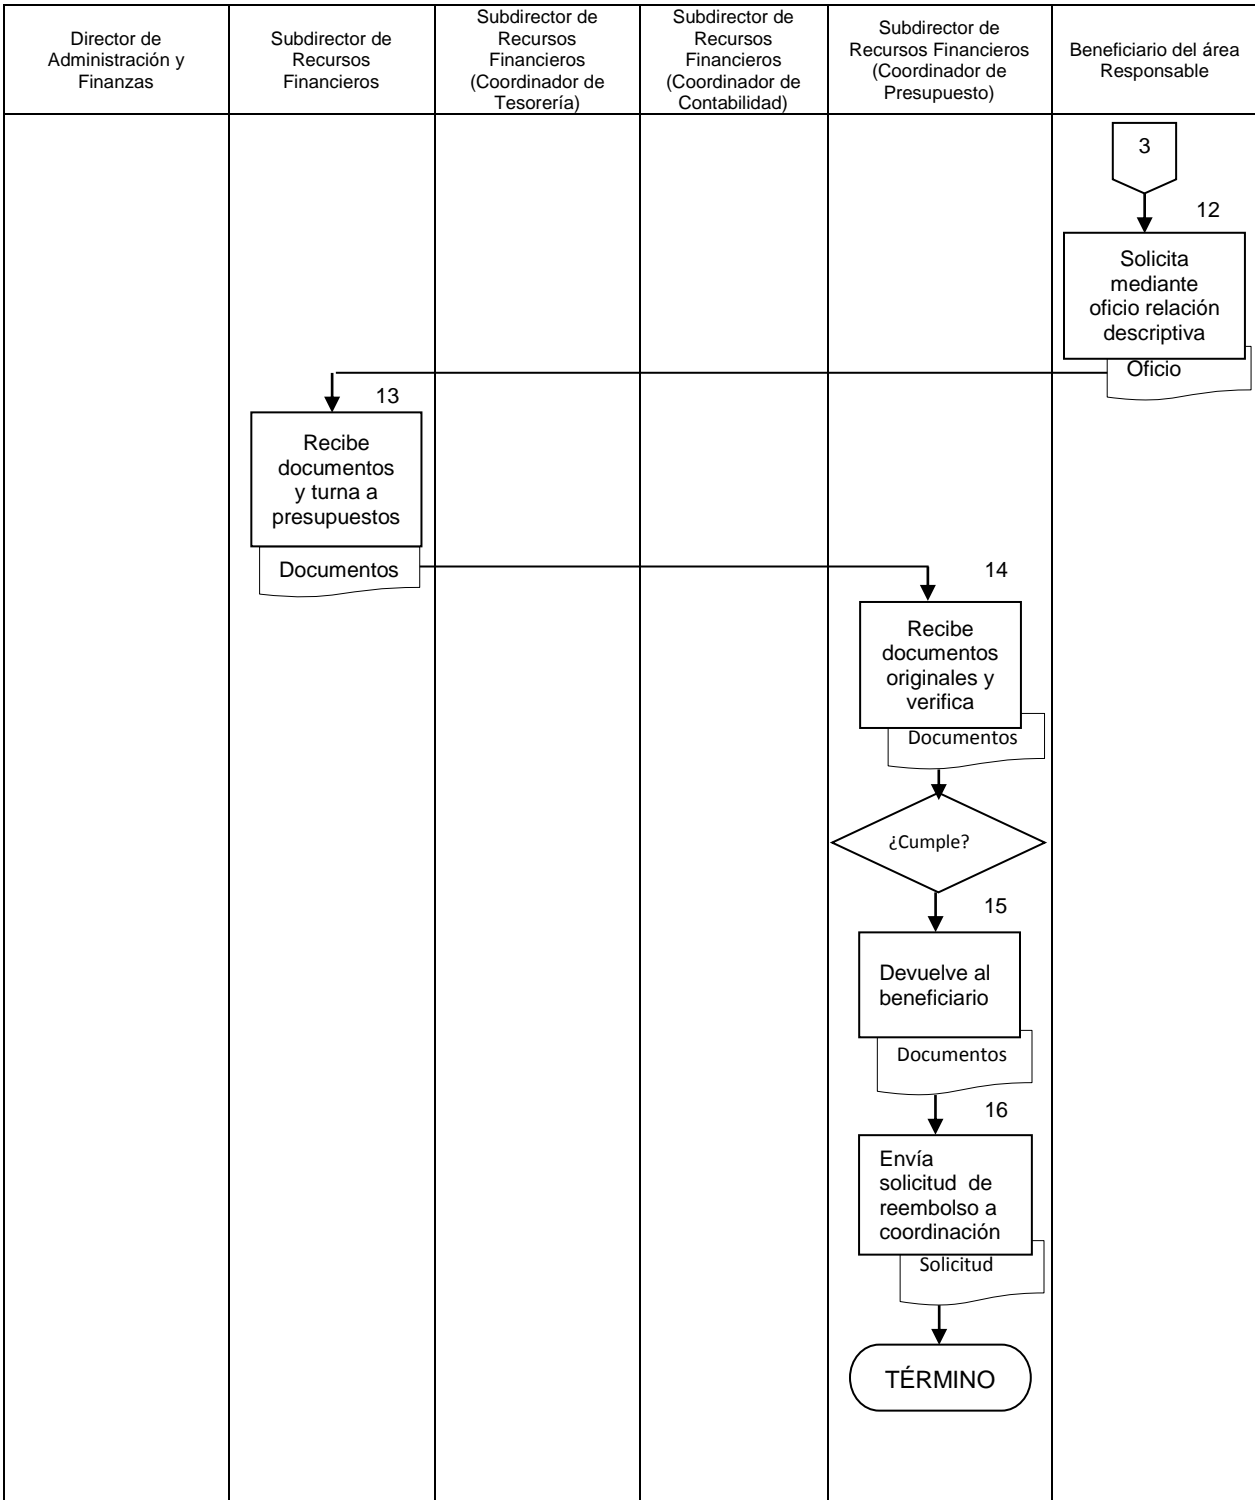 Director de
Administración y
Finanzas
Subdirector de
Recursos
Financieros
Subdirector de
Recursos
Financieros
(Coordinador de
Tesorería)
Subdirector de
Recursos
Financieros
(Coordinador de
Contabilidad)
Subdirector de
Recursos Financieros
(Coordinador de
Presupuesto)
Beneficiario del área
Responsable
3
12
Solicita
mediante
oficio relación
descriptiva
Oficio
13
Recibe
documentos
y turna a
presupuestos
Documentos
14
Recibe
documentos
originales y
verifica
Documentos
¿Cumple?
15
Devuelve al
beneficiario
Documentos
16
Envía
solicitud  de
reembolso a
coordinación
Solicitud
TÉRMINO